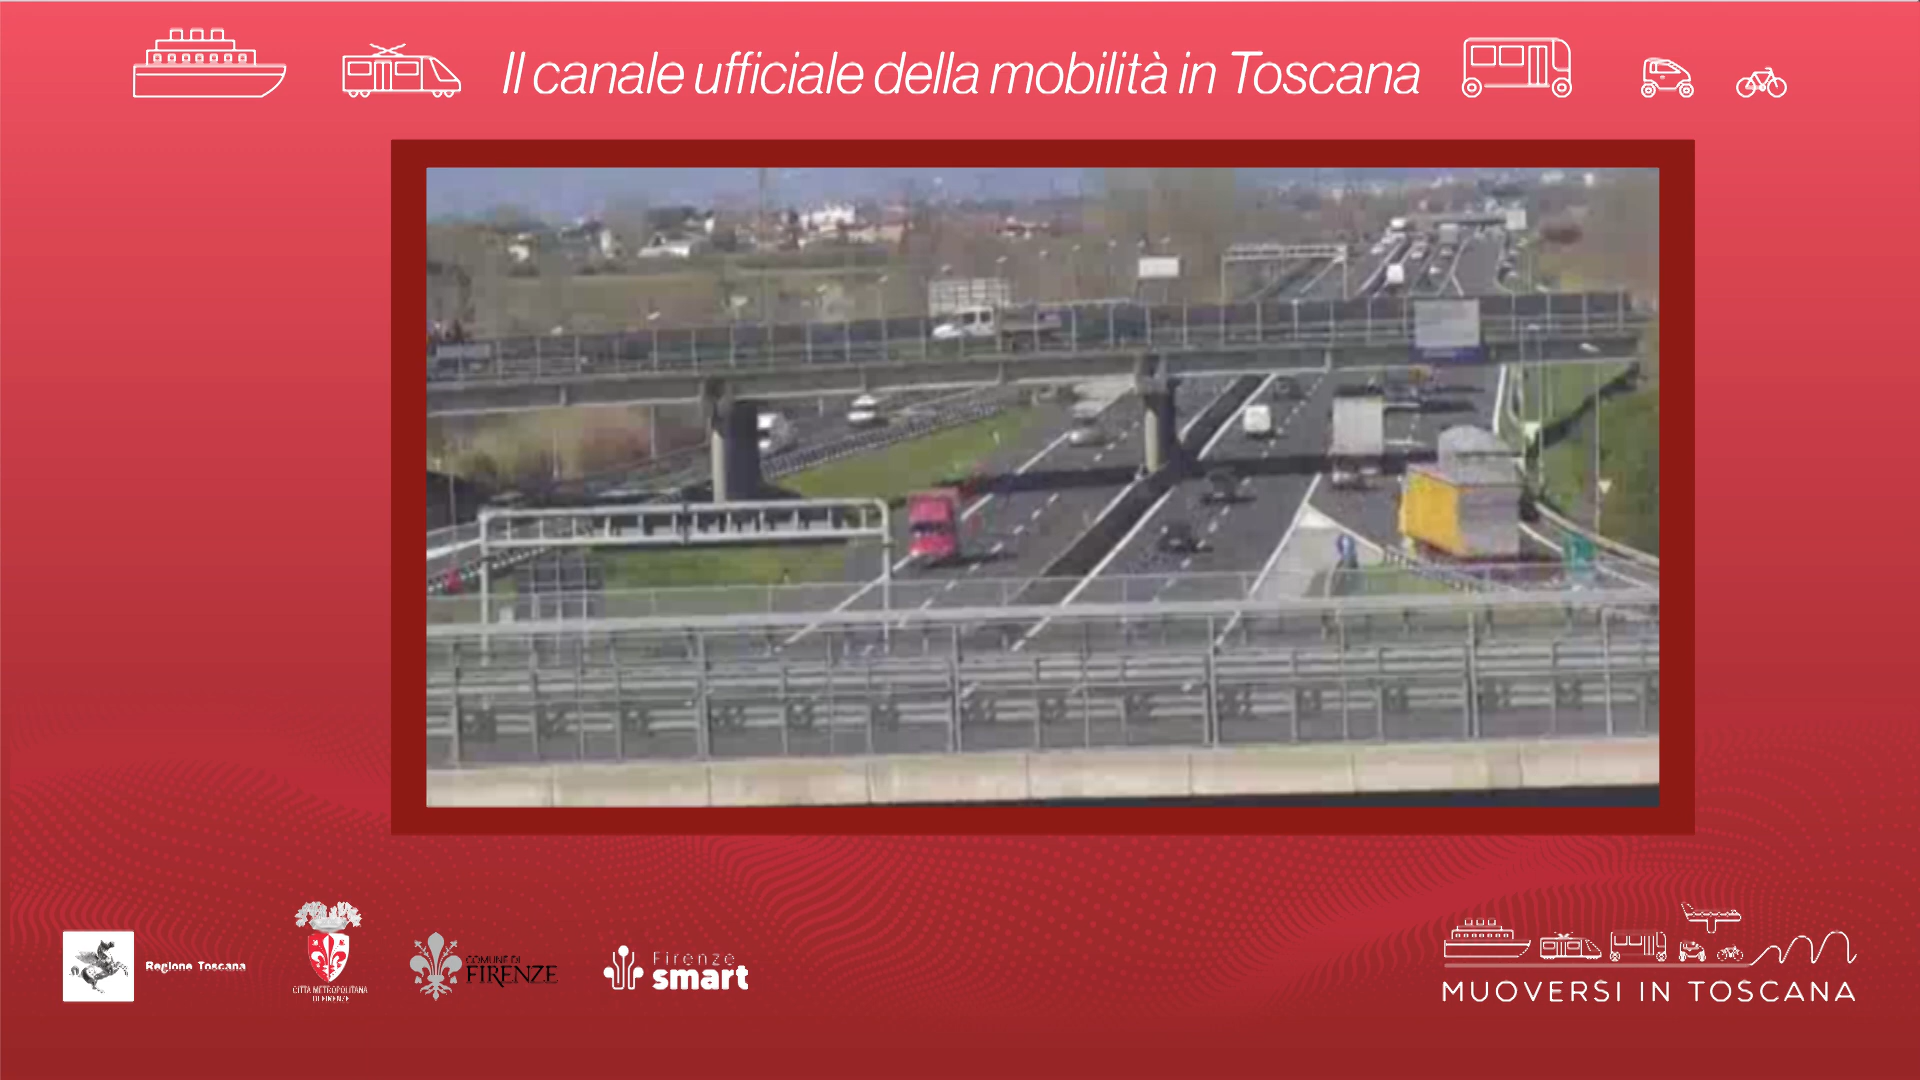 Il canale ufficiale della mobilità in Toscana
Regione Toscana
CITTÀ METROPOLITANA
DI FIRENZE
COMUNE DI
FIRENZE
Firenze
smart
MUOVERSI IN TOSCANA